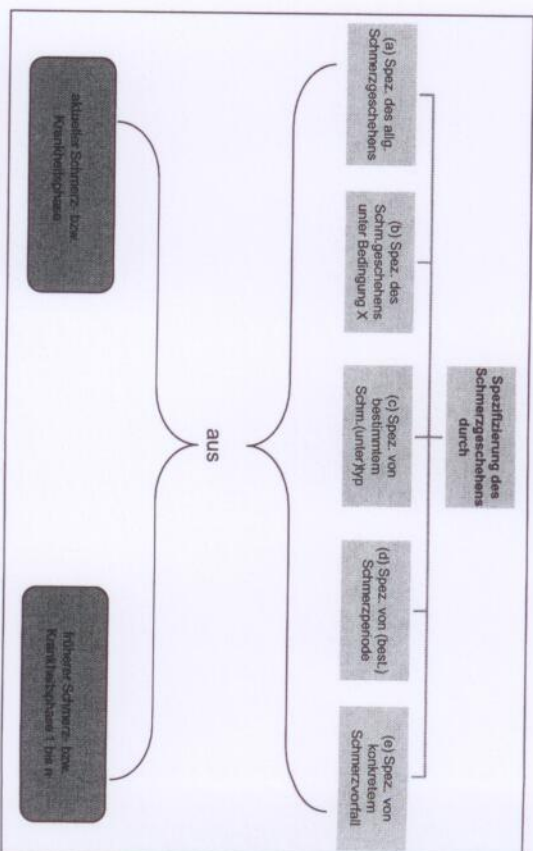 Spezifizierung des
Schmerzgeschehens
durch
(a) Spez. des allg.
Schmerzgeschehens
(b) Spez. des
Schm.geschehens
unter Bedingung X
(c) Spez. von
bestimmtem
Schm.(unter)typ
(d) Spez. von (best.)
Schmerzperiode
(e) Spez. von
konkretem
Schmerzvorfall
aus
aktueller Schmerz- bzw.
Krankheitsphase
früherer Schmerz- bzw.
Krankheitsphase 1 bis n